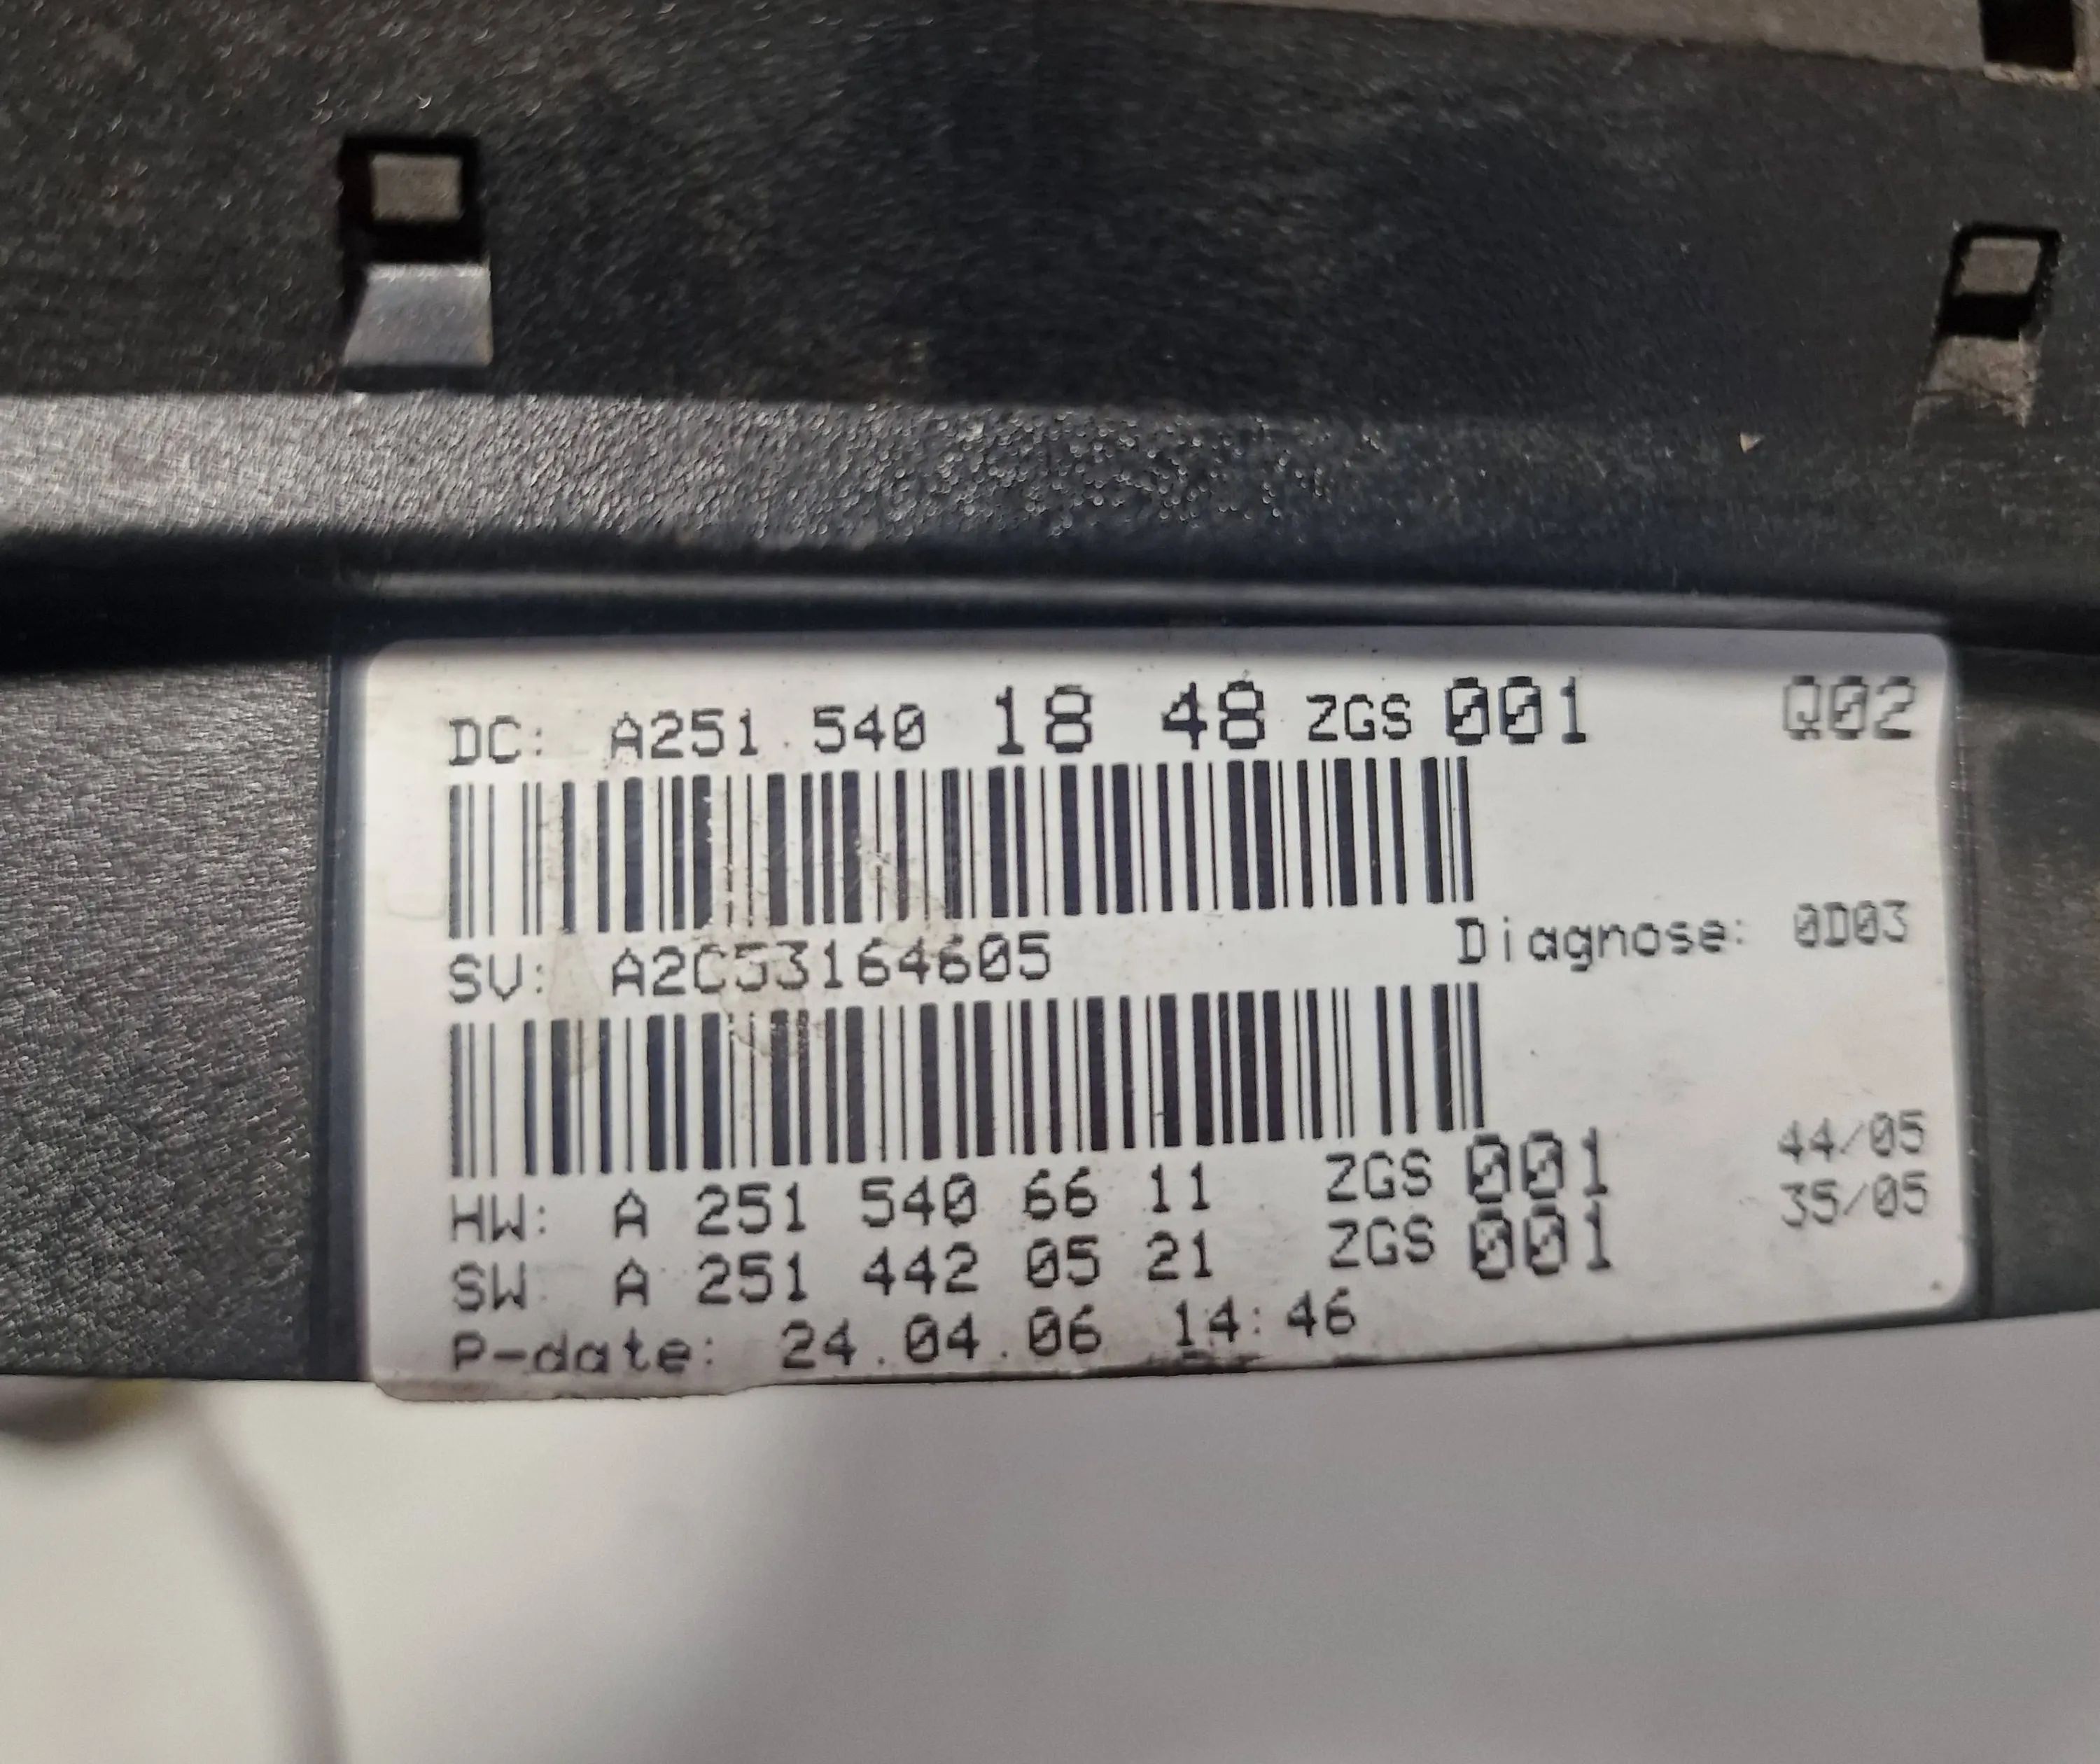 DC: A251 540 18 48 ZGS 001 Q02
SV: A2C53164605 Diagnose: 0D03
HW: A 251 540 66 11 ZGS 001 44/05
SW A 251 442 05 21 ZGS 001 35/05
P-date: 24.04.06 14:46